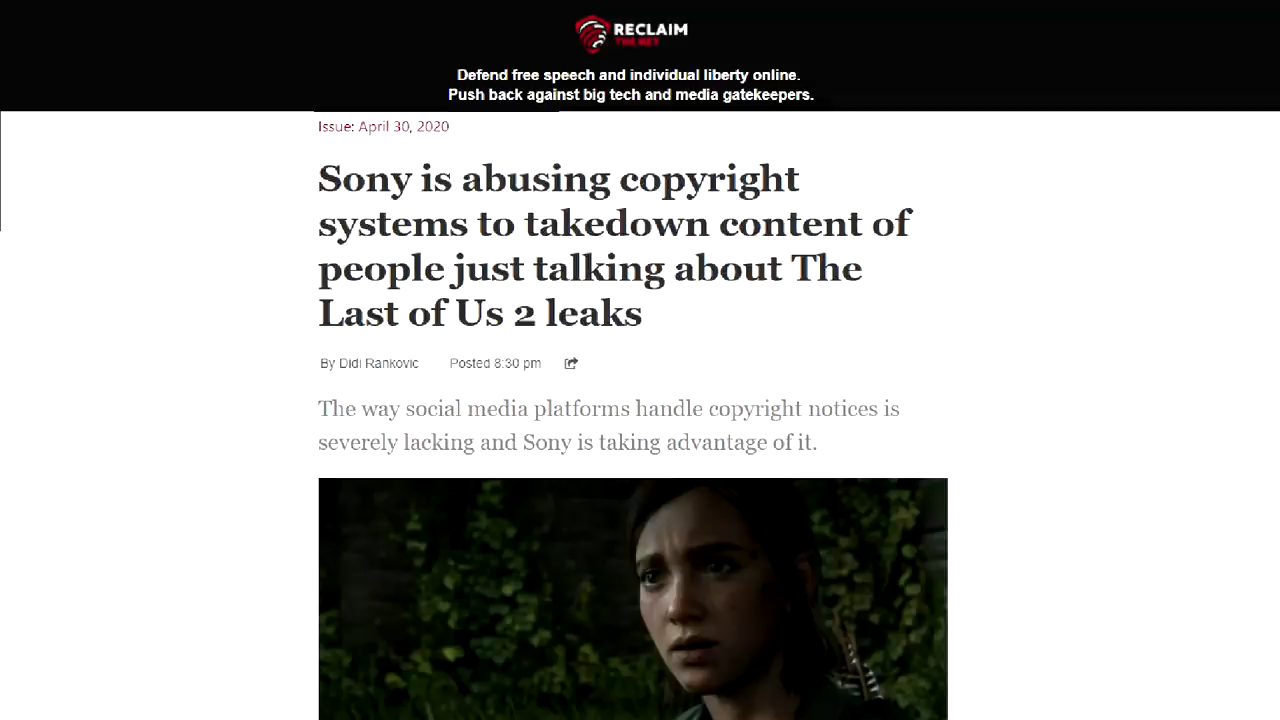 RECLAIM
THE NET
Defend free speech and individual liberty online.
Push back against big tech and media gatekeepers.
Issue: April 30, 2020
Sony is abusing copyright
systems to takedown content of
people just talking about The
Last of Us 2 leaks
By Didi Rankovic Posted 8:30 pm
The way social media platforms handle copyright notices is
severely lacking and Sony is taking advantage of it.